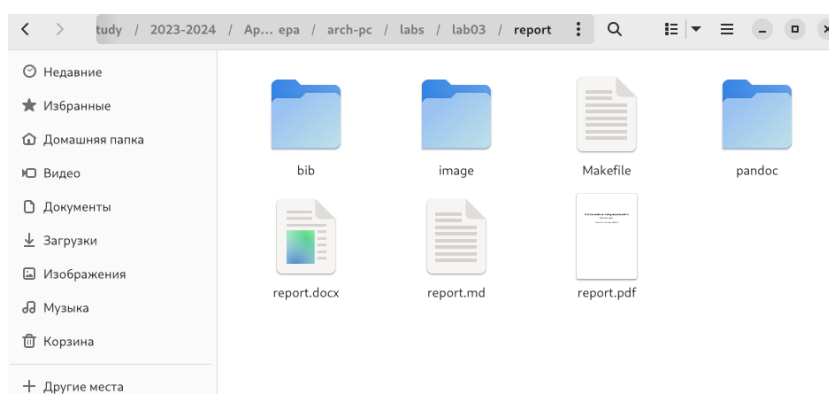 tudy / 2023-2024 / Ap... epa / arch-pc / labs / lab03 / report
Недавние
Избранные
Домашняя папка
Видео
Документы
Загрузки
Изображения
Музыка
Корзина
Другие места
bib image Makefile pandoc
report.docx report.md report.pdf